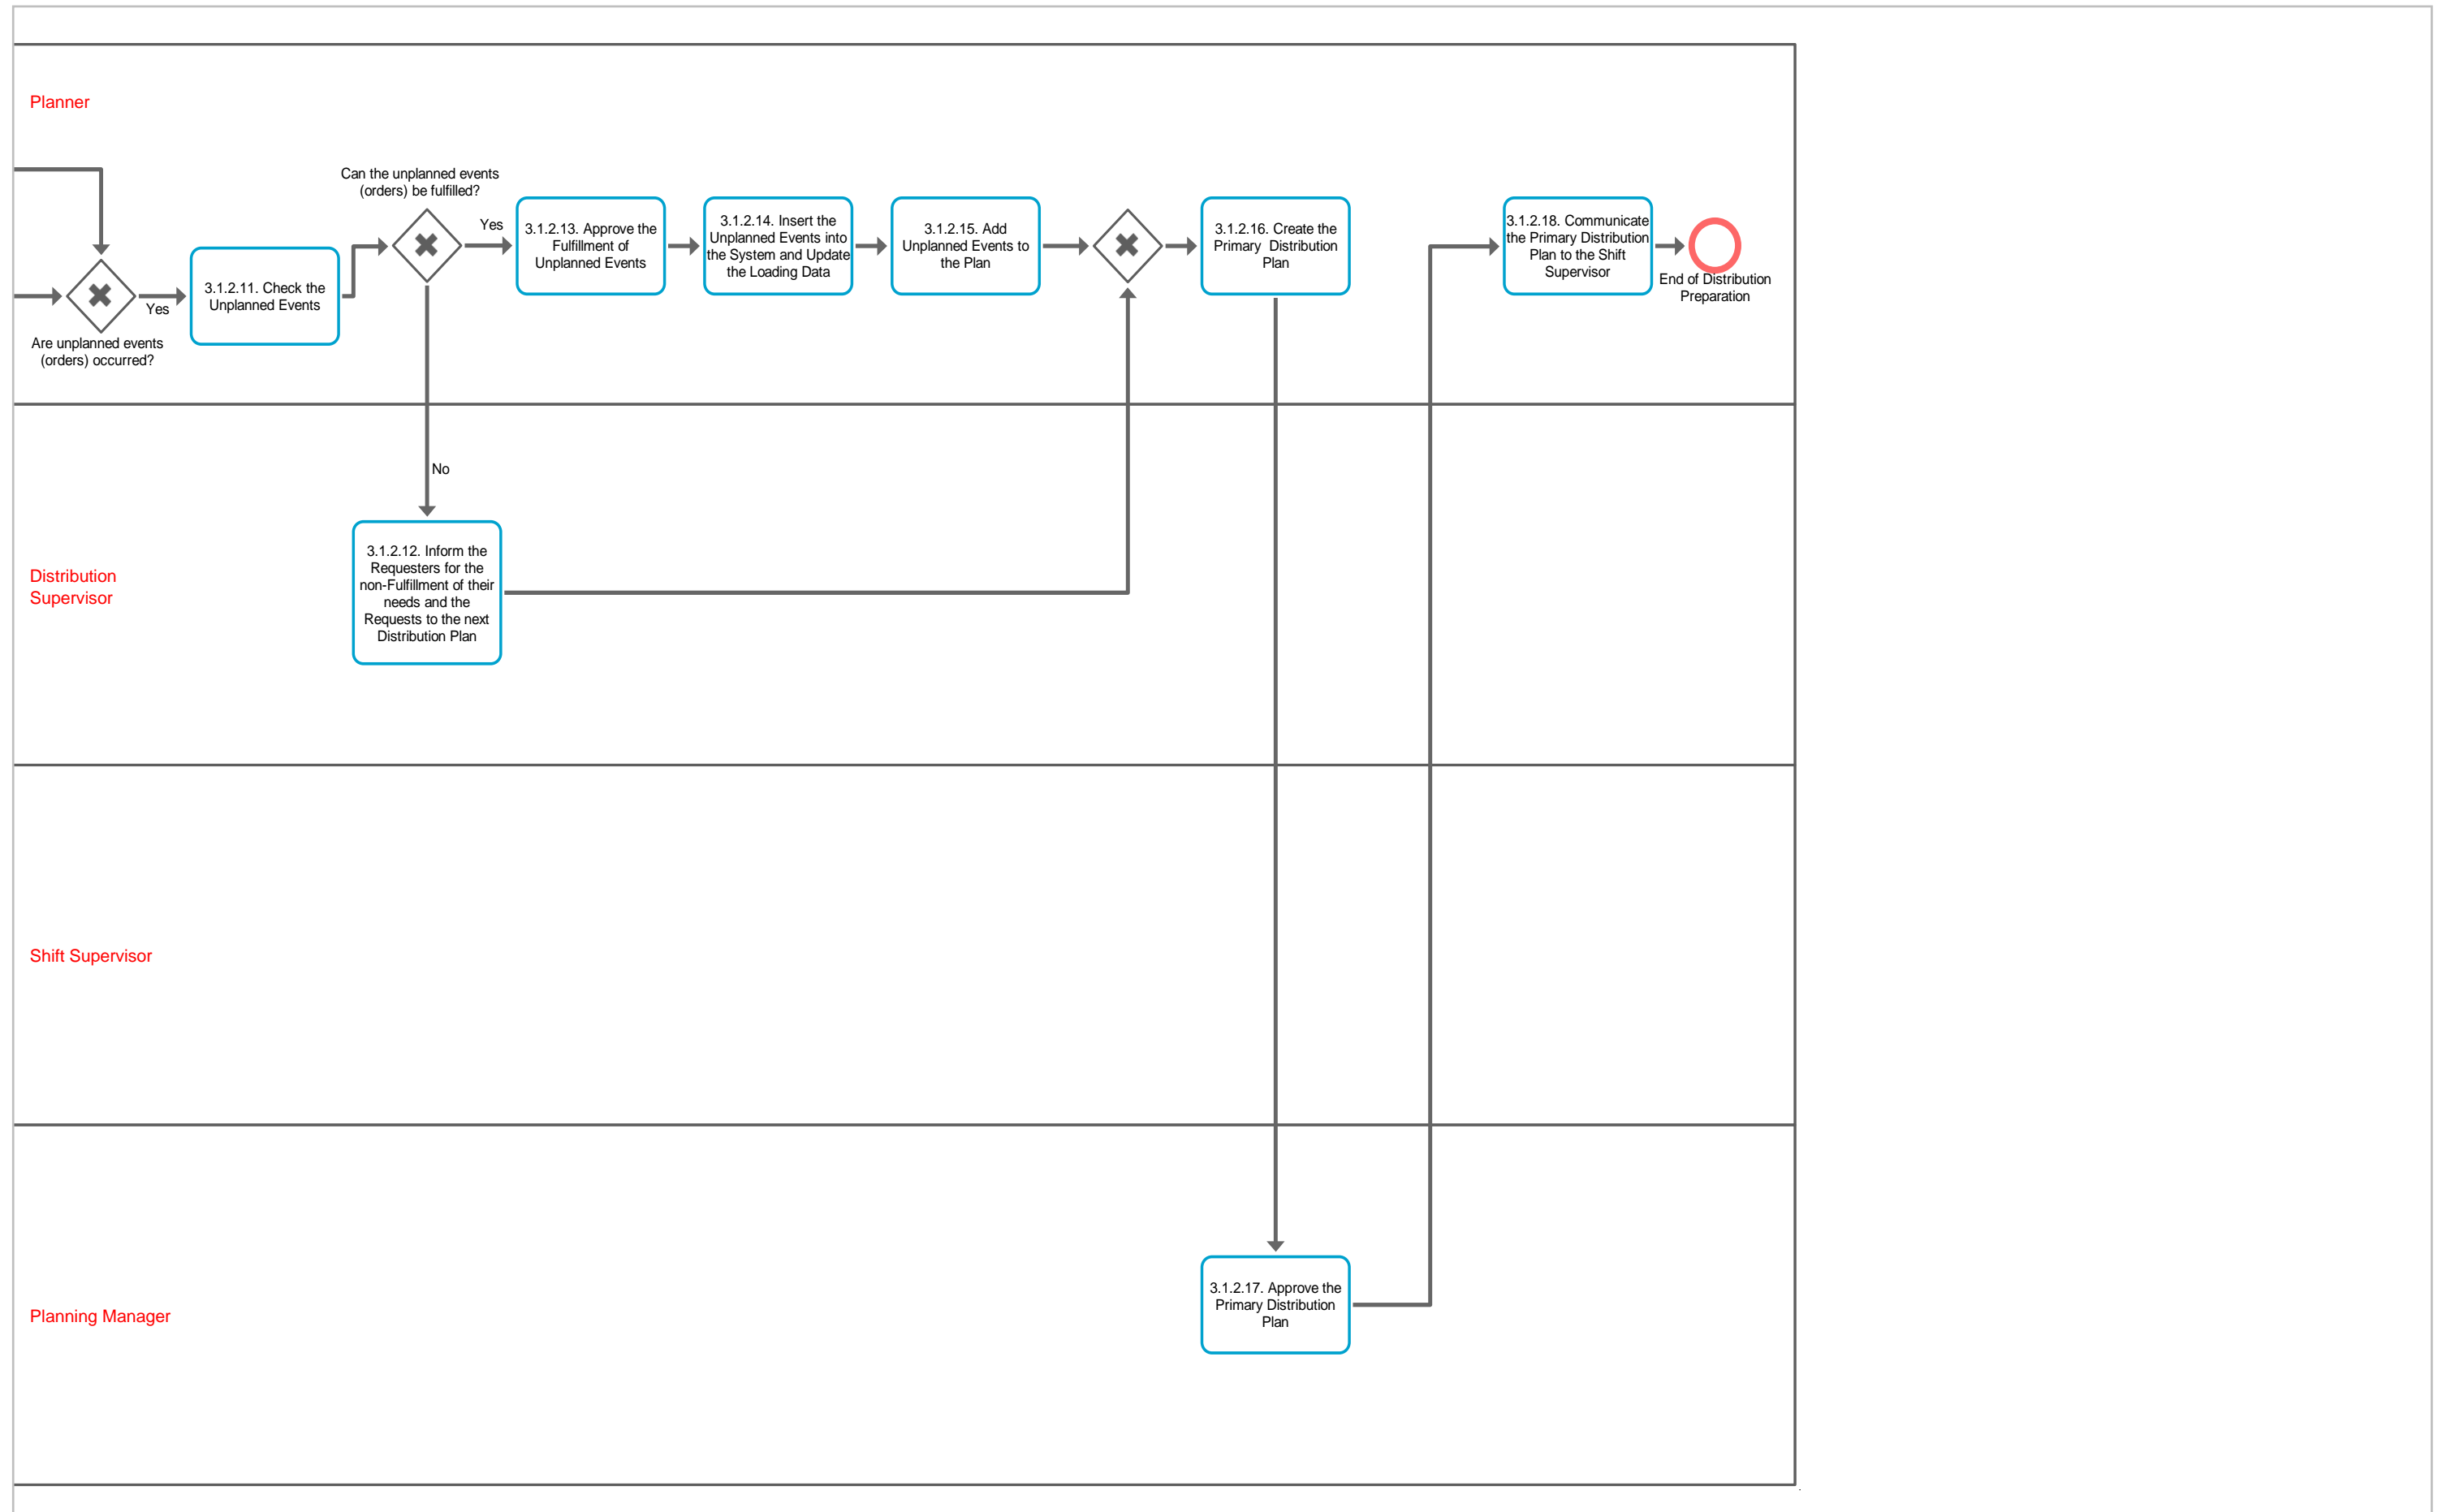 Planner
Can the unplanned events
(orders) be fulfilled?
Yes
3.1.2.13. Approve the
Fulfillment of
Unplanned Events
3.1.2.14. Insert the
Unplanned Events into
the System and Update
the Loading Data
3.1.2.15. Add
Unplanned Events to
the Plan
3.1.2.16. Create the
Primary Distribution
Plan
3.1.2.18. Communicate
the Primary Distribution
Plan to the Shift
Supervisor
End of Distribution
Preparation
3.1.2.11. Check the
Unplanned Events
Yes
Are unplanned events
(orders) occurred?
No
3.1.2.12. Inform the
Requesters for the
non-Fulfillment of their
needs and the
Requests to the next
Distribution Plan
Distribution
Supervisor
Shift Supervisor
3.1.2.17. Approve the
Primary Distribution
Plan
Planning Manager